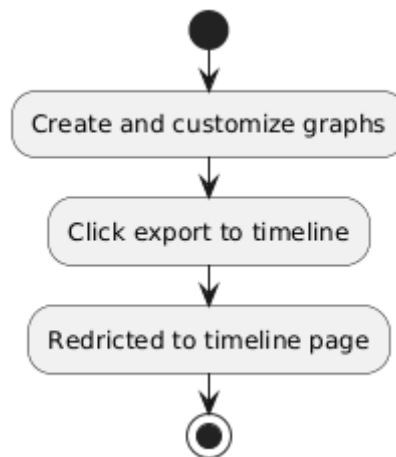 Create and customize graphs
Click export to timeline
Redricted to timeline page